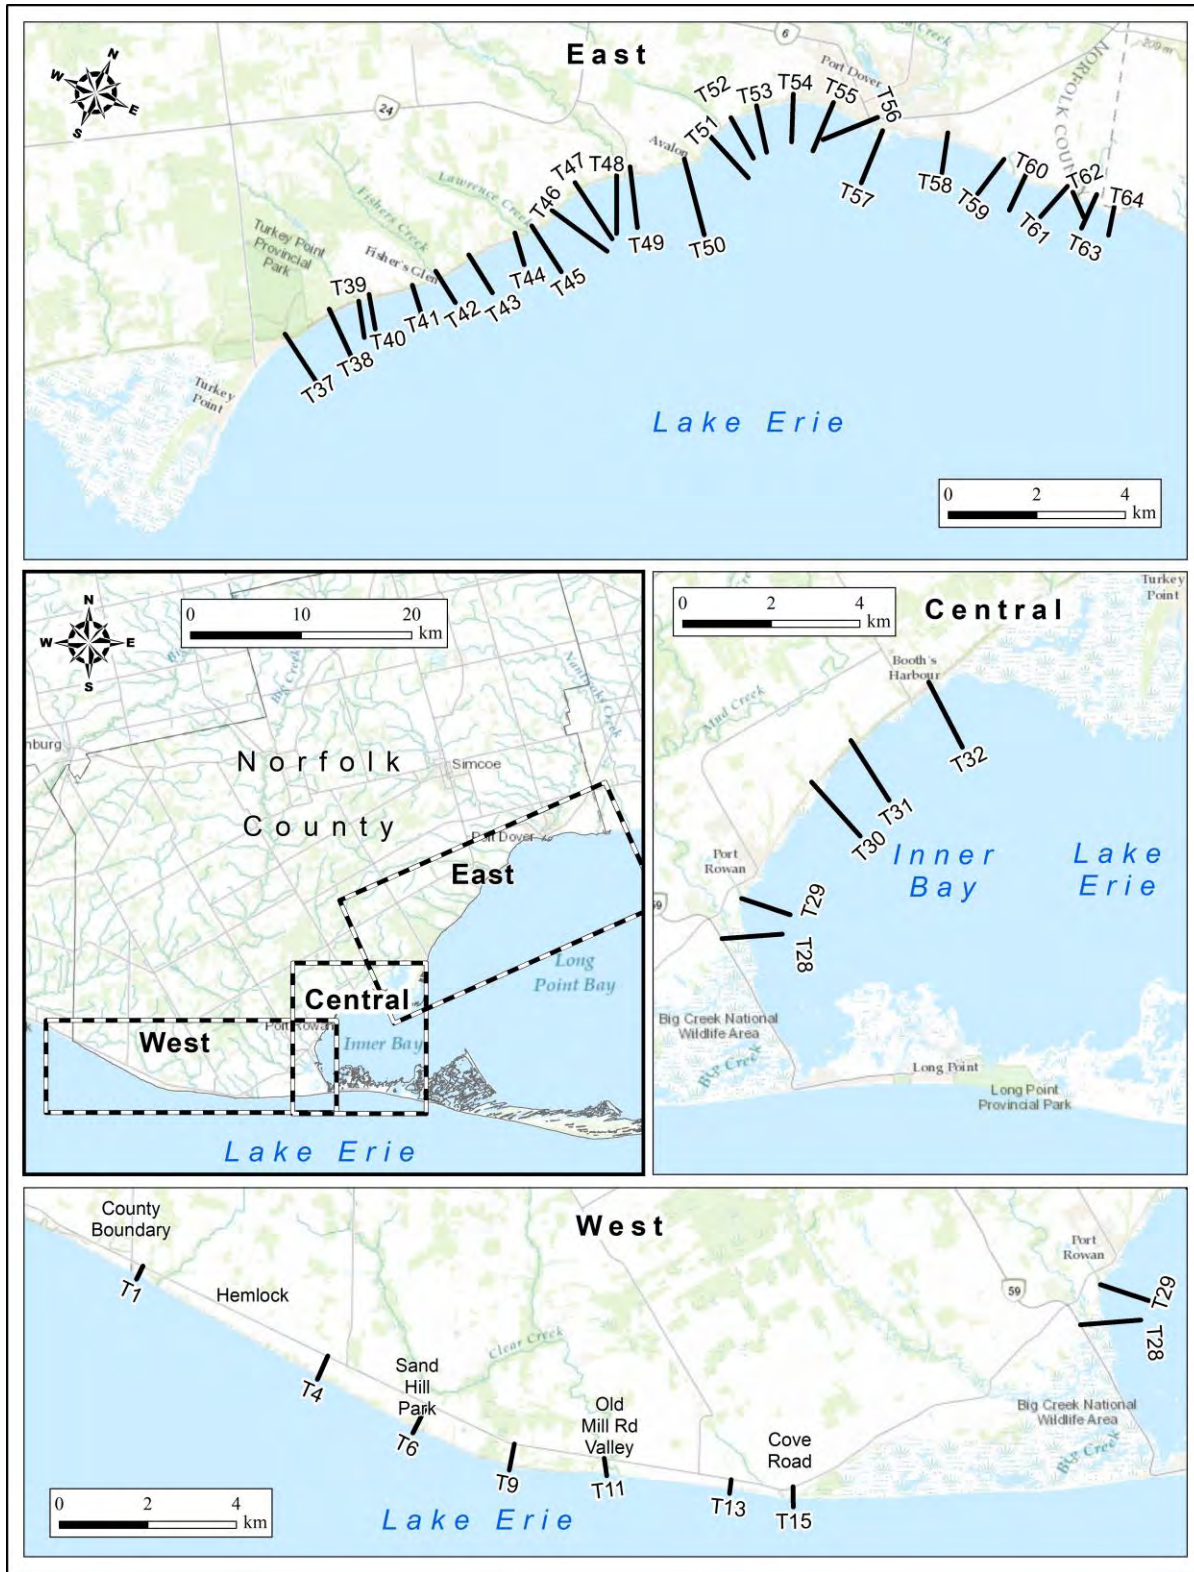 East
N
W
E
S
6
24
Port Dover
NORFOLK COUNTY
200 m
T52
T53
T54
T55
T56
T51
Avalon
T48
T47
T46
Lawrence Creek
Fishers Creek
Turkey Point
Provincial
Park
Fisher's Glen
T39
T60
T62
T64
T58
T59
T57
T61
T63
T50
T49
T45
T44
T43
T42
T41
T40
T38
T37
Turkey
Point
Lake Erie
0 2 4
km
N
W E
S
0 10 20
km
Big Creek
Nanticoke Creek
nburg
Norfolk
County
Simcoe
Port Dover
East
Long
Point Bay
Central
Port Rowan
West
Inner Bay
Lake Erie
0 2 4
km
Central
Turkey
Point
Booth's
Harbour
Mud Creek
T32
T31
T30
Port
Rowan
Inner
Bay
Lake
Erie
59
T29
T28
Big Creek National
Wildlife Area
Big Creek
Long Point
Long Point
Provincial Park
West
County
Boundary
T1
Hemlock
T4
Sand
Hill
Park
T6
Clear Creek
T9
Old
Mill Rd
Valley
T11
T13
Cove
Road
T15
Port
Rowan
59
T29
T28
Big Creek National
Wildlife Area
Big Creek
0 2 4
km
Lake Erie